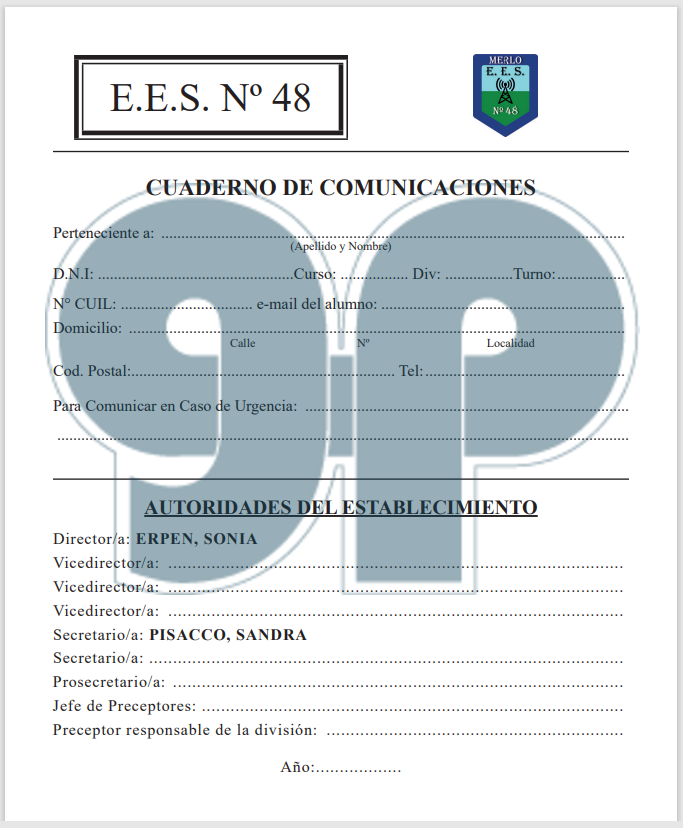 E.E.S. Nº 48
MERLO
E. E. S.
Nº 48
CUADERNO DE COMUNICACIONES
Perteneciente a: ........................................................................
(Apellido y Nombre)
D.N.I: ..................................................Curso: ................. Div: .................Turno:.................
N° CUIL: ................................. e-mail del alumno: .............................................................
Domicilio: ........................................................................
Calle Nº Localidad
Cod. Postal:.................................................................. Tel:..................................................
Para Comunicar en Caso de Urgencia: ........................................................................
........................................................................
AUTORIDADES DEL ESTABLECIMIENTO
Director/a: ERPEN, SONIA
Vicedirector/a: ........................................................................
Vicedirector/a: ........................................................................
Vicedirector/a: ........................................................................
Secretario/a: PISACCO, SANDRA
Secretario/a: ........................................................................
Prosecretario/a: ........................................................................
Jefe de Preceptores: ........................................................................
Preceptor responsable de la división: ..............................................................
Año:..................